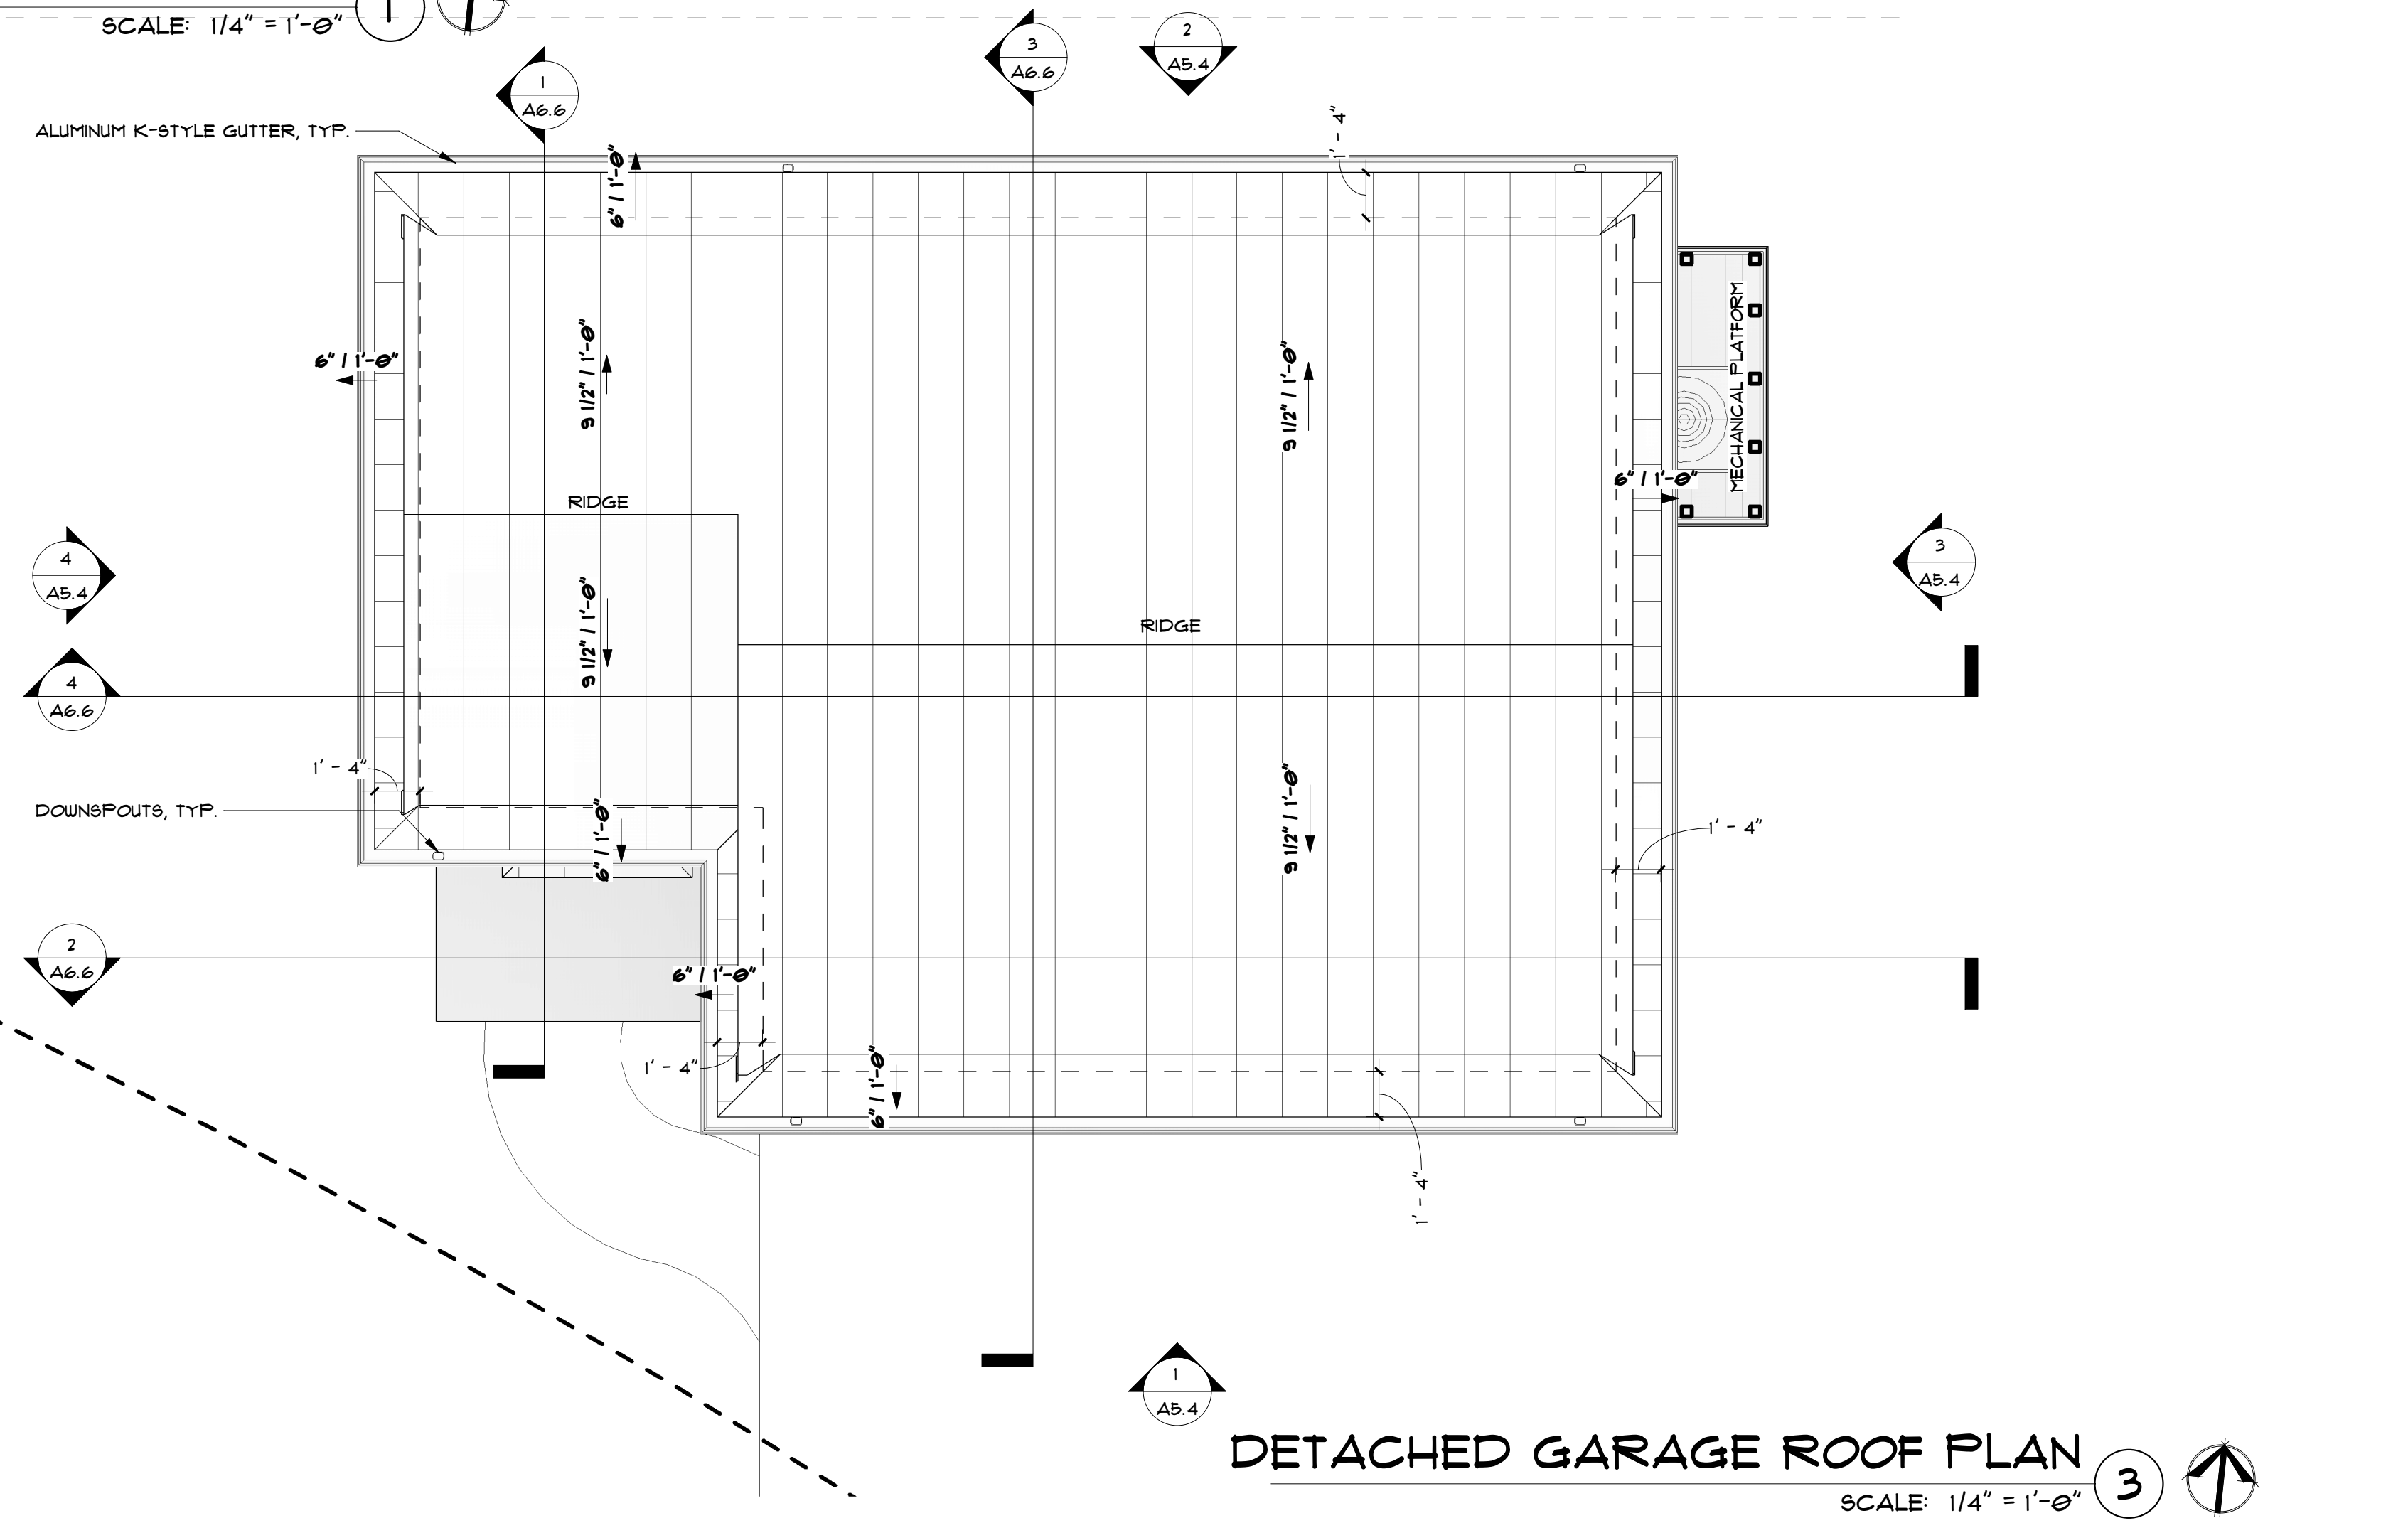 1
SCALE: 1/4" = 1'-0"
3
A6.6
2
A5.4
1
A6.6
ALUMINUM K-STYLE GUTTER, TYP.
1' - 4"
6" / 1'-0"
6" / 1'-0"
9 1/2" / 1'-0"
9 1/2" / 1'-0"
MECHANICAL PLATFORM
6" / 1'-0"
RIDGE
4
A5.4
3
A5.4
9 1/2" / 1'-0"
RIDGE
4
A6.6
1' - 4"
DOWNSPOUTS, TYP.
6" / 1'-0"
9 1/2" / 1'-0"
1' - 4"
2
A6.6
6" / 1'-0"
1' - 4"
6" / 1'-0"
1' - 4"
1
A5.4
DETACHED GARAGE ROOF PLAN
3
SCALE: 1/4" = 1'-0"